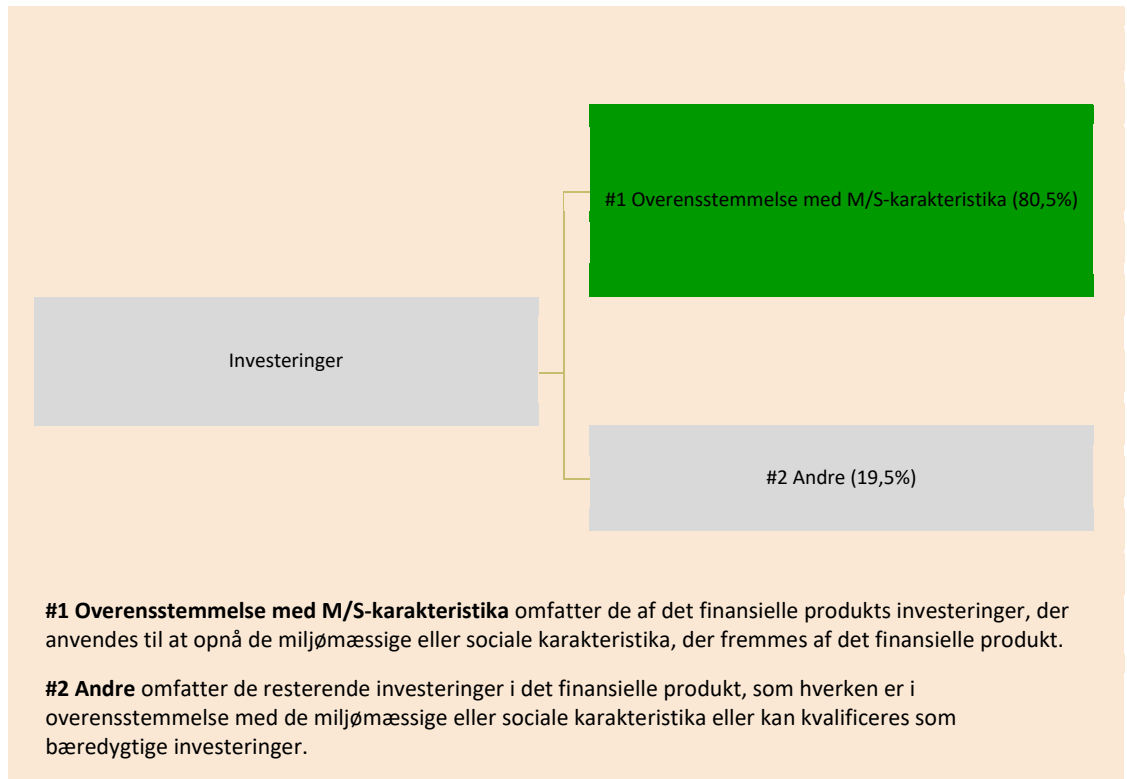 #1 Overensstemmelse med M/S-karakteristika (80,5%)
Investeringer
#2 Andre (19,5%)
#1 Overensstemmelse med M/S-karakteristika omfatter de af det finansielle produkts investeringer, der
anvendes til at opnå de miljømæssige eller sociale karakteristika, der fremmes af det finansielle produkt.
#2 Andre omfatter de resterende investeringer i det finansielle produkt, som hverken er i
overensstemmelse med de miljømæssige eller sociale karakteristika eller kan kvalificeres som
bæredygtige investeringer.